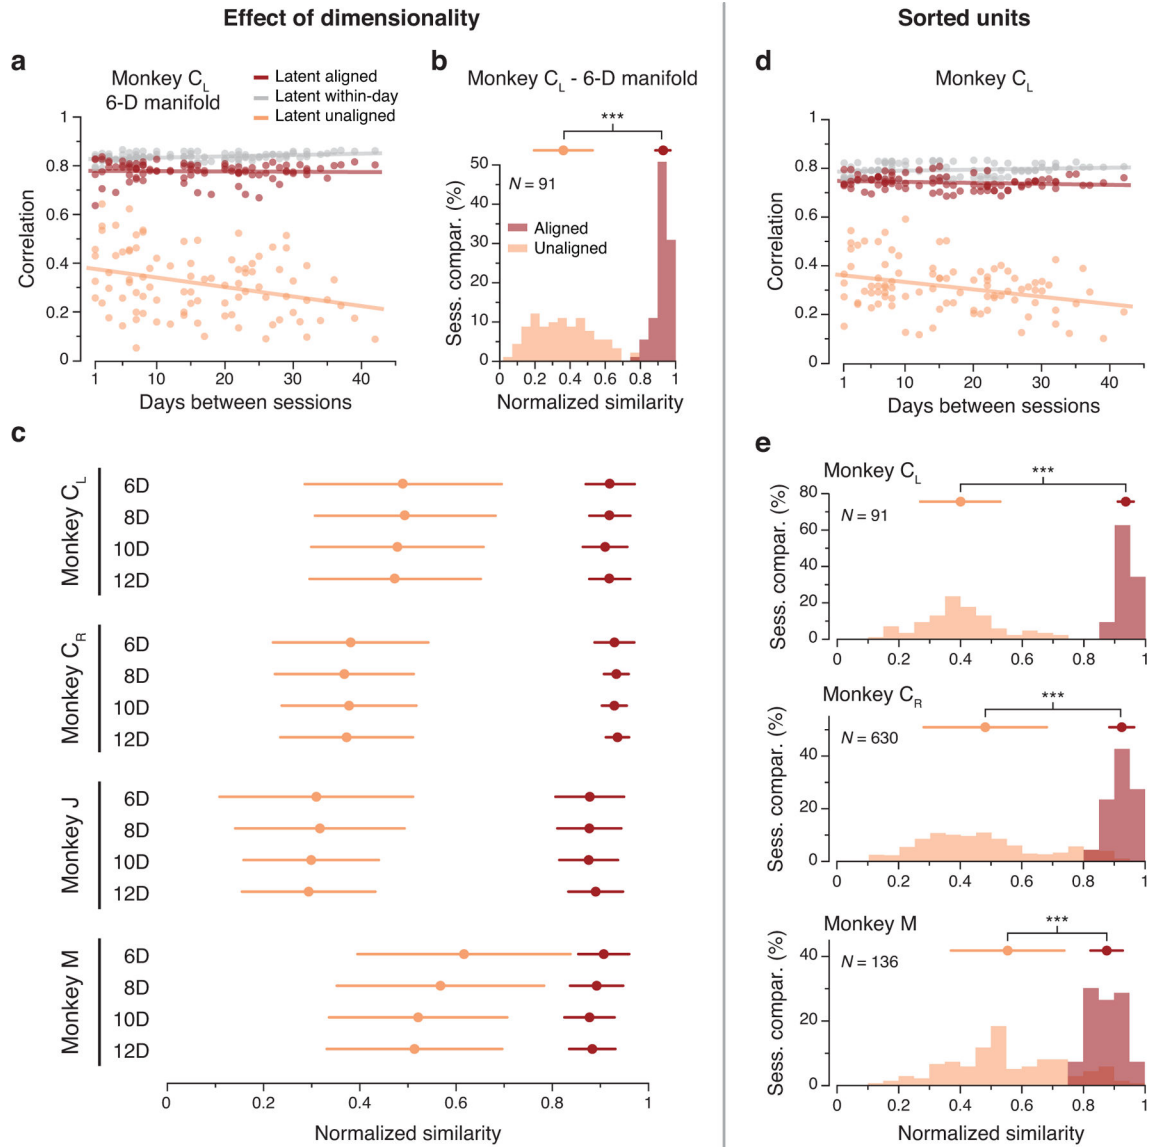 Effect of dimensionality
Sorted units
a
Monkey CL
6-D manifold
Latent aligned
Latent within-day
Latent unaligned
1
0.8
0.6
0.4
0.2
0
Correlation
1 10 20 30 40
Days between sessions
b
Monkey CL - 6-D manifold
***
N = 91
Aligned
Unaligned
50
40
30
20
10
0
Sess. compar. (%)
0 0.2 0.4 0.6 0.8 1
Normalized similarity
d
Monkey CL
1
0.8
0.6
0.4
0.2
0
Correlation
1 10 20 30 40
Days between sessions
c
Monkey CL
6D
8D
10D
12D
Monkey CR
6D
8D
10D
12D
Monkey J
6D
8D
10D
12D
Monkey M
6D
8D
10D
12D
0 0.2 0.4 0.6 0.8 1
Normalized similarity
e
Monkey CL
***
N = 91
80
60
40
20
0
Sess. compar. (%)
0 0.2 0.4 0.6 0.8 1
Monkey CR
***
N = 630
40
20
0
Sess. compar. (%)
0 0.2 0.4 0.6 0.8 1
Monkey M
***
N = 136
40
20
0
Sess. compar. (%)
0 0.2 0.4 0.6 0.8 1
Normalized similarity